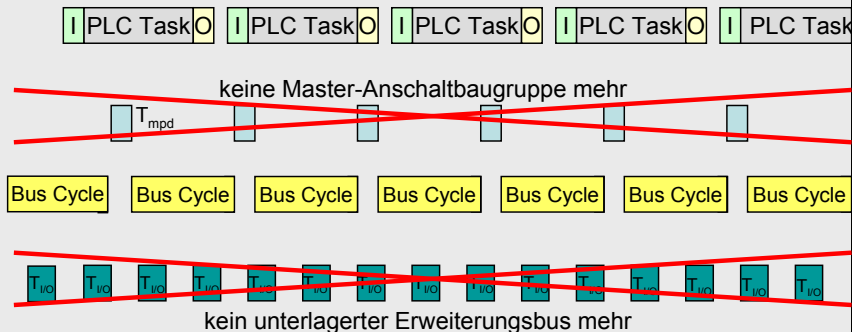 I PLC Task O I PLC Task O I PLC Task O I PLC Task O I PLC Task
keine Master-Anschaltbaugruppe mehr
Tmpd
Bus Cycle Bus Cycle Bus Cycle Bus Cycle Bus Cycle Bus Cycle Bus Cycle
TI/O TI/O TI/O TI/O TI/O TI/O TI/O TI/O TI/O TI/O TI/O TI/O TI/O TI/O TI/O
kein unterlagerter Erweiterungsbus mehr